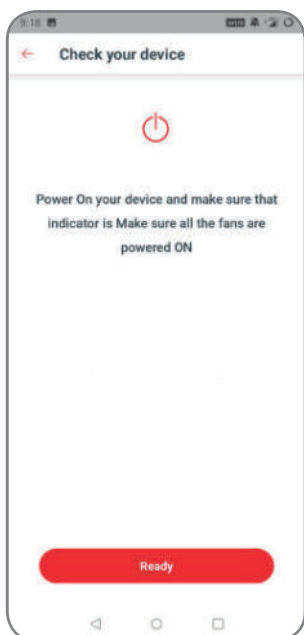 9:18
Check your device
Power On your device and make sure that
indicator is Make sure all the fans are
powered ON
Ready